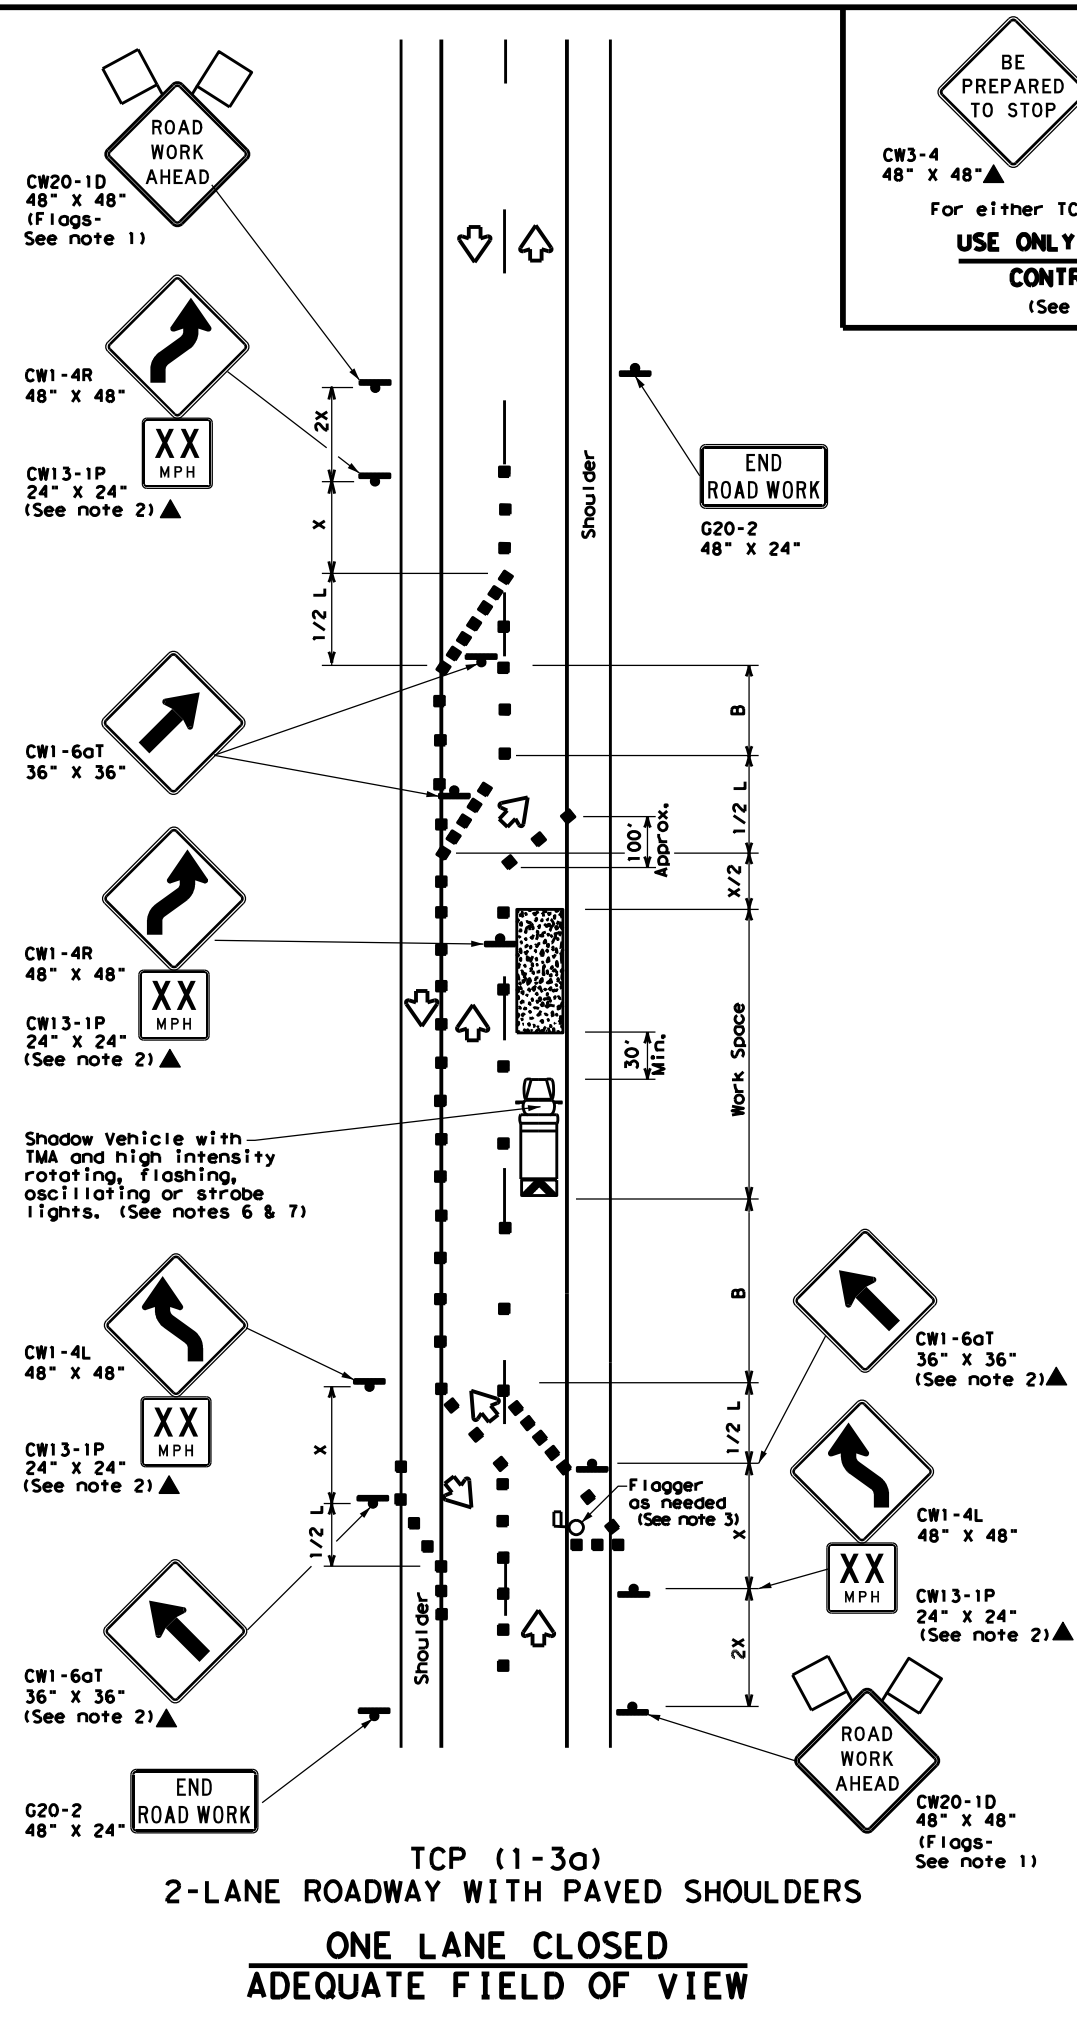 ROAD
WORK
AHEAD
CW20-1D
48" X 48"
(Flags-
See note 1)
BE
PREPARED
TO STOP
CW3-4
48" X 48"
For either TC
USE ONLY
CONTR
(See
CW1-4R
48" X 48"
XX
MPH
CW13-1P
24" X 24"
(See note 2)
2X
X
1/2 L
Shoulder
END
ROAD WORK
G20-2
48" X 24"
CW1-6aT
36" X 36"
B
1/2 L
100'
Approx.
X/2
CW1-4R
48" X 48"
XX
MPH
CW13-1P
24" X 24"
(See note 2)
Work Space
30'
Min.
Shadow Vehicle with
TMA and high intensity
rotating, flashing,
oscillating or strobe
lights. (See notes 6 & 7)
B
CW1-4L
48" X 48"
XX
MPH
CW13-1P
24" X 24"
(See note 2)
X
1/2 L
CW1-6aT
36" X 36"
(See note 2)
1/2 L
Flagger
as needed
(See note 3)
X
CW1-4L
48" X 48"
XX
MPH
CW13-1P
24" X 24"
(See note 2)
2X
Shoulder
CW1-6aT
36" X 36"
(See note 2)
END
ROAD WORK
G20-2
48" X 24"
ROAD
WORK
AHEAD
CW20-1D
48" X 48"
(Flags-
See note 1)
TCP (1-3a)
2-LANE ROADWAY WITH PAVED SHOULDERS
ONE LANE CLOSED
ADEQUATE FIELD OF VIEW